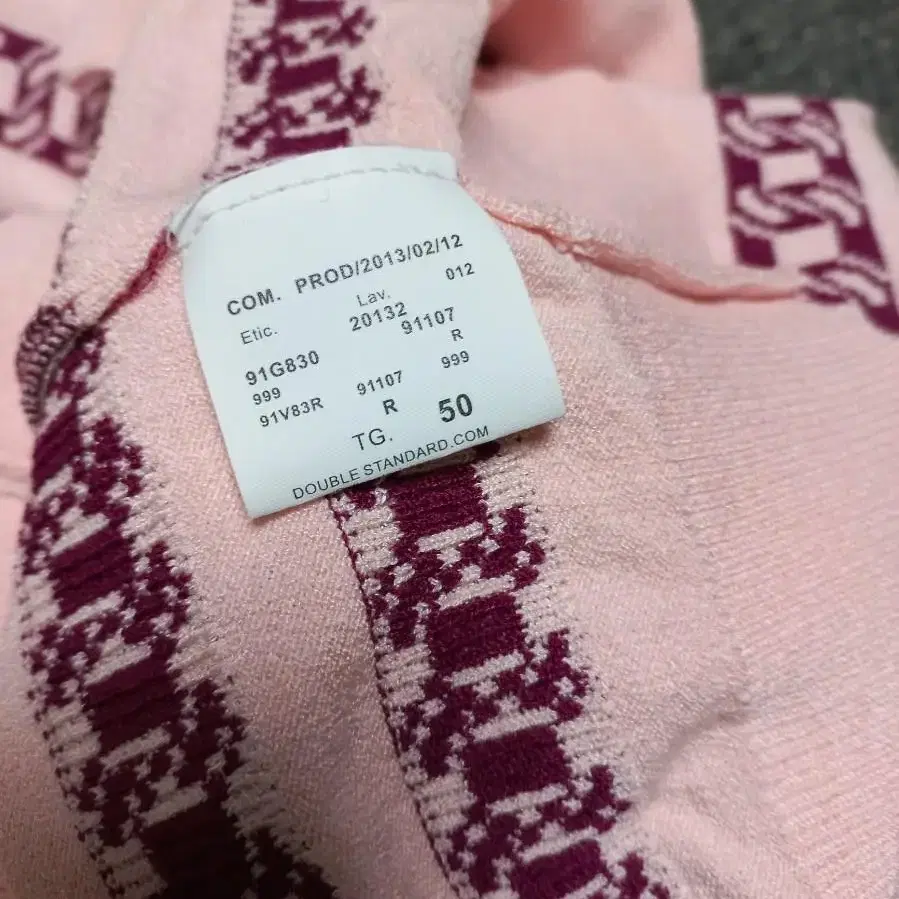 COM. PROD/2013/02/12
Etic. Lav. 012
20132
91G830 91107
999 R
91V83R 91107 999
R
TG. 50
DOUBLE STANDARD.COM